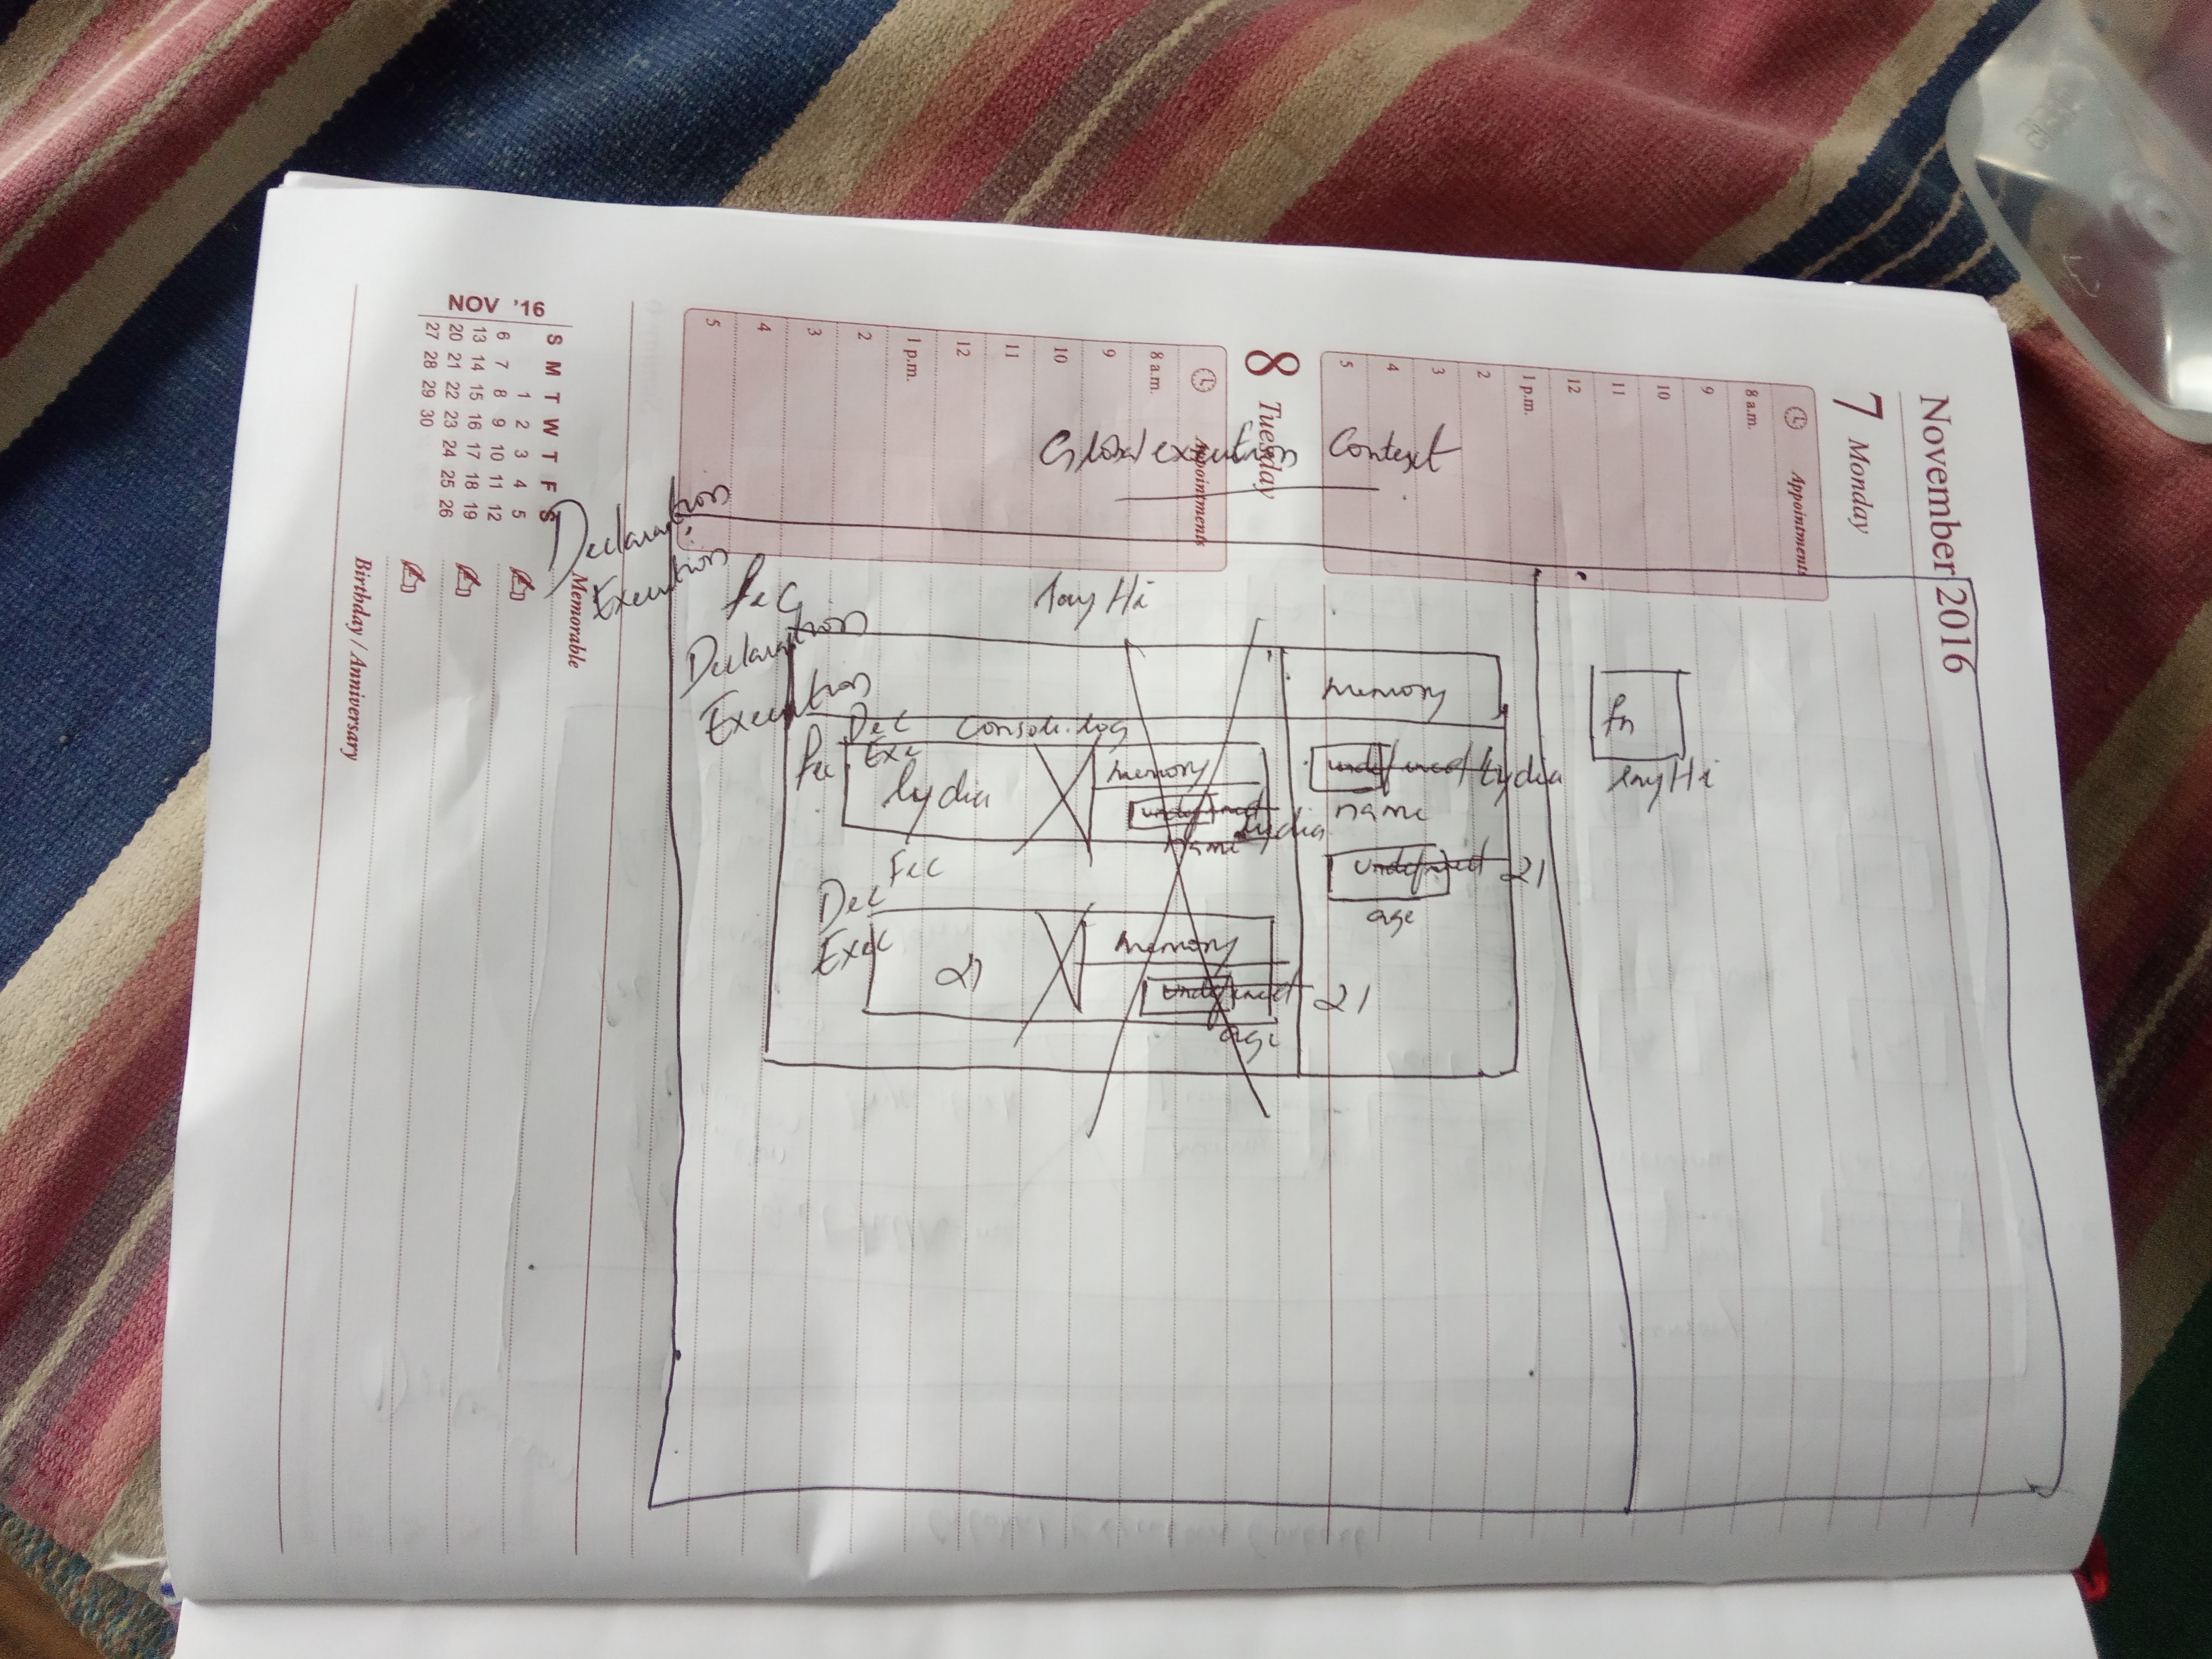 November 2016
7 Monday
Appointments
8 a.m.
9
10
11
12
1 p.m.
2
3
4
5
8 Tuesday
Appointments
8 a.m.
9
10
11
12
1 p.m.
2
3
4
5
NOV '16
S M T W T F S
1 2 3 4 5
6 7 8 9 10 11 12
13 14 15 16 17 18 19
20 21 22 23 24 25 26
27 28 29 30
Memorable
Birthday / Anniversary
Global execution Context
Declaration
Execution
Fec
SayHi
Declaration
Execution
memory
fn
SayHi
Fec
Dec
Exec
Console.log
lydia
memory
undefined Lydia
name
undefined Lydia
name
Fec
Dec
Exec
21
memory
undefined 21
age
undefined 21
age